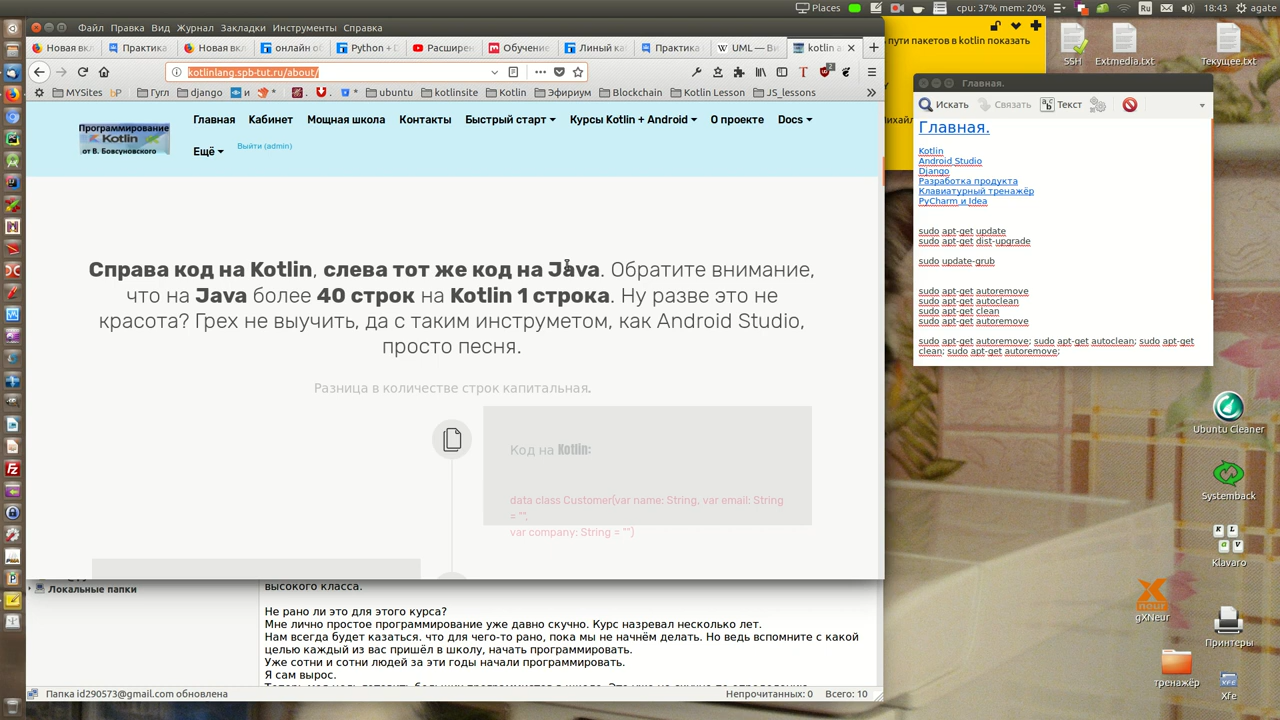 Places
cpu: 37% mem: 20%
Ru
18:43
agate
Файл Правка Вид Журнал Закладки Инструменты Справка
Новая вкл
Практика
Новая вкл
онлайн об
Python + D
Расширен
Обучение
Линый ка
Практика
UML — Ви
kotlin a
kotlinlang.spb-tut.ru/about/
MYSites
Гугл
django
и
ubuntu
kotlinsite
Kotlin
Эфириум
Blockchain
Kotlin Lesson
JS_lessons
Программирование
Kotlin
от В. Бовсуновского
Главная Кабинет Мощная школа Контакты Быстрый старт Курсы Kotlin + Android О проекте Docs
Ещё Выйти (admin)
Справа код на Kotlin, слева тот же код на Java. Обратите внимание,
что на Java более 40 строк на Kotlin 1 строка. Ну разве это не
красота? Грех не выучить, да с таким инструметом, как Android Studio,
просто песня.
Разница в количестве строк капитальная.
Код на Kotlin:
data class Customer(var name: String, var email: String
= "",
var company: String = "")
Локальные папки
высокого класса.
Не рано ли это для этого курса?
Мне лично простое программирование уже давно скучно. Курс назревал несколько лет.
Нам всегда будет казаться. что для чего-то рано, пока мы не начнём делать. Но ведь вспомните с какой
целью каждый из вас пришёл в школу, начать программировать.
Уже сотни и сотни людей за эти годы начали программировать.
Я сам вырос.
Папка id290573@gmail.com обновлена
Непрочитанных: 0 Всего: 10
пути пакетов в kotlin показать
Главная.
Искать Связать Текст
Главная.
Kotlin
Android Studio
Django
Разработка продукта
Клавиатурный тренажёр
PyCharm и Idea
sudo apt-get update
sudo apt-get dist-upgrade
sudo update-grub
sudo apt-get autoremove
sudo apt-get autoclean
sudo apt-get clean
sudo apt-get autoremove
sudo apt-get autoremove; sudo apt-get autoclean; sudo apt-get
clean; sudo apt-get autoremove;
SSH
Extmedia.txt
Текущее.txt
Ubuntu Cleaner
Systemback
K L
a V
Klavaro
X
neur
gXNeur
Принтеры
тренажёр
Xfe